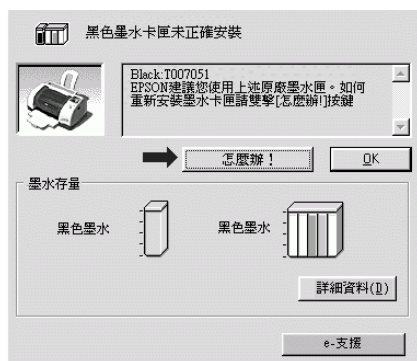 黑色墨水卡匣未正確安裝
Black:T007051
EPSON建議您使用上述原廠墨水匣。如何
重新安裝墨水卡匣請雙擊[怎麼辦!]按鍵
怎麼辦！
OK
墨水存量
黑色墨水
黑色墨水
詳細資料(D)
e-支援